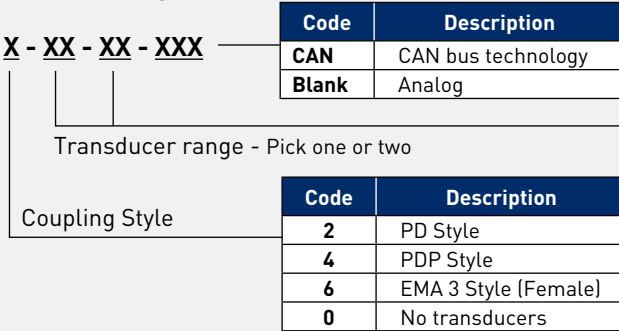 Code Description
X - XX - XX - XXX
CAN CAN bus technology
Blank Analog
Transducer range - Pick one or two
Coupling Style
Code Description
2 PD Style
4 PDP Style
6 EMA 3 Style (Female)
0 No transducers